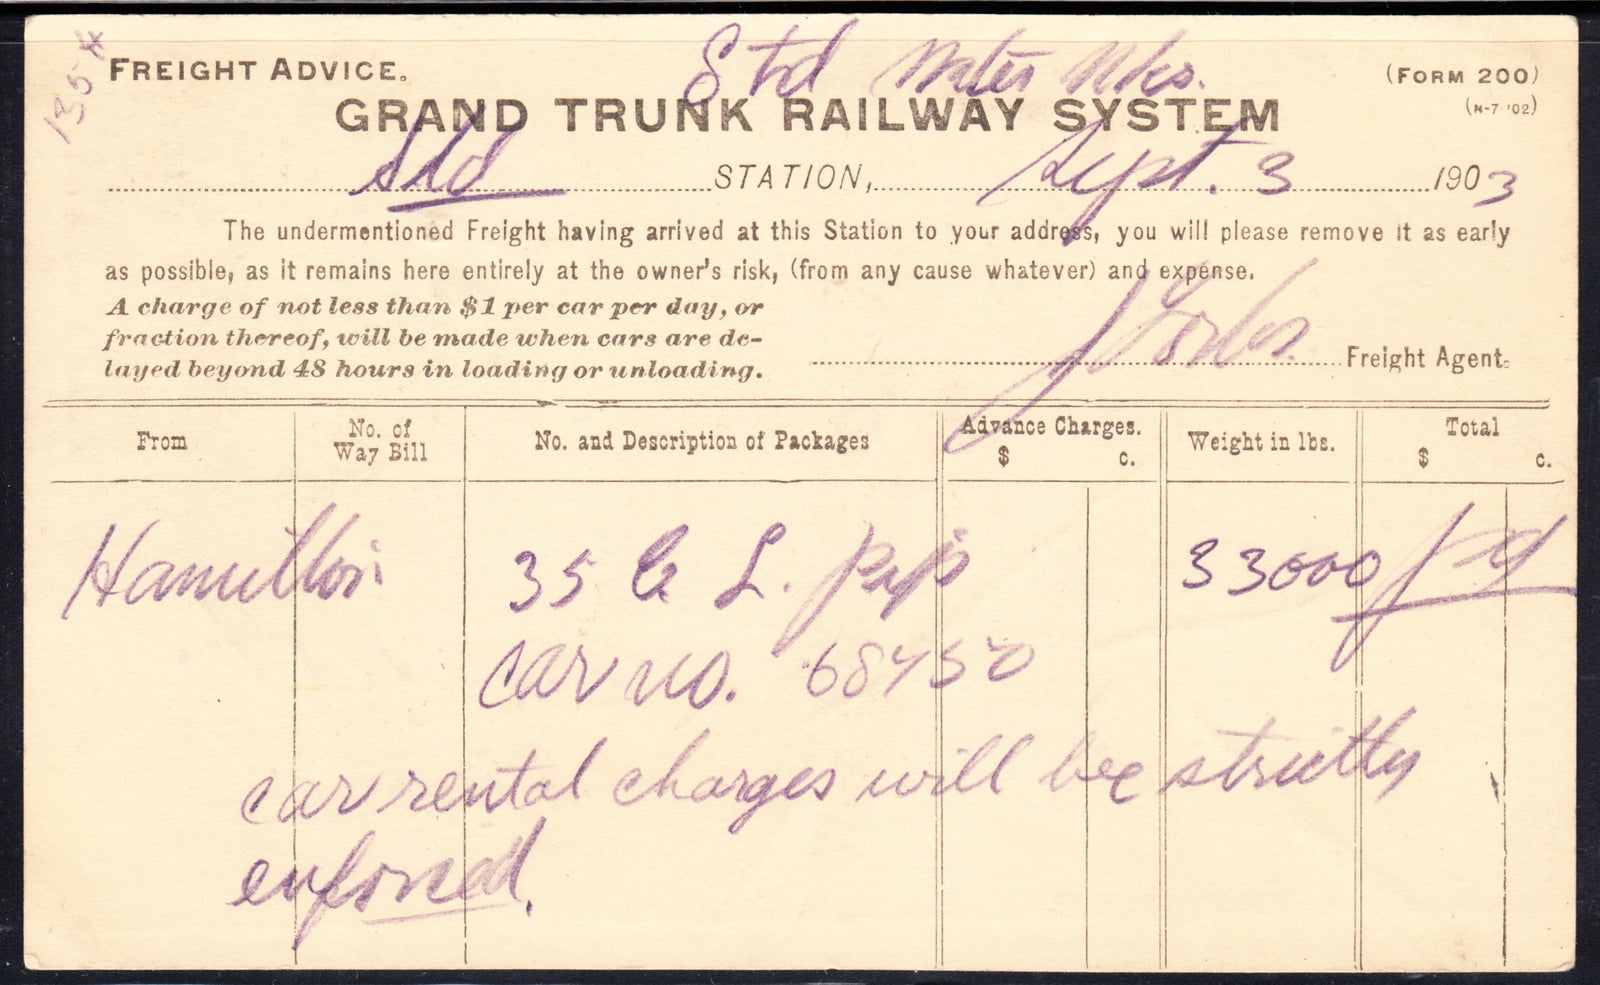 135 H
FREIGHT ADVICE.
Std Water Wks.
(FORM 200)
(N-7-'02)
GRAND TRUNK RAILWAY SYSTEM
Std STATION, Sept. 3 1903
The undermentioned Freight having arrived at this Station to your address, you will please remove it as early
as possible, as it remains here entirely at the owner's risk, (from any cause whatever) and expense.
A charge of not less than $1 per car per day, or
fraction thereof, will be made when cars are de-
layed beyond 48 hours in loading or unloading.
Freight Agent.
From No. of Way Bill No. and Description of Packages Advance Charges. $ c. Weight in lbs. Total $ c.
Hamilton 35 C. L. pip 33000
car no. 68450
car rental charges will be strictly
enforced.